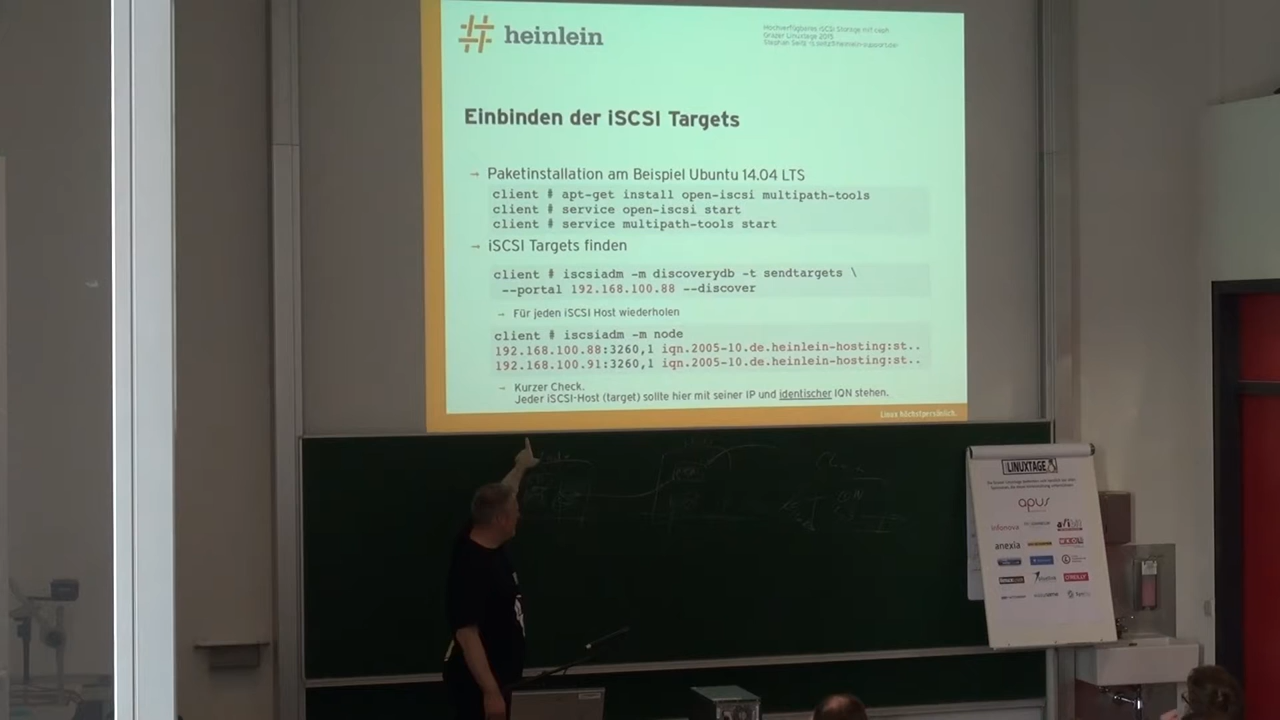 heinlein
Hochverfügbares iSCSI Storage mit ceph
Grazer Linuxtage 2015
Einbinden der iSCSI Targets
→ Paketinstallation am Beispiel Ubuntu 14.04 LTS
client # apt-get install open-iscsi multipath-tools
client # service open-iscsi start
client # service multipath-tools start
→ iSCSI Targets finden
client # iscsiadm -m discoverydb -t sendtargets \
--portal 192.168.100.88 --discover
→ Für jeden iSCSI Host wiederholen
client # iscsiadm -m node
192.168.100.88:3260,1 iqn.2005-10.de.heinlein-hosting:st..
192.168.100.91:3260,1 iqn.2005-10.de.heinlein-hosting:st..
→ Kurzer Check.
Jeder iSCSI-Host (target) sollte hier mit seiner IP und identischer IQN stehen.
Linux höchstpersönlich.
LINUXTAGE
apus
infonova
anexia
O'REILLY